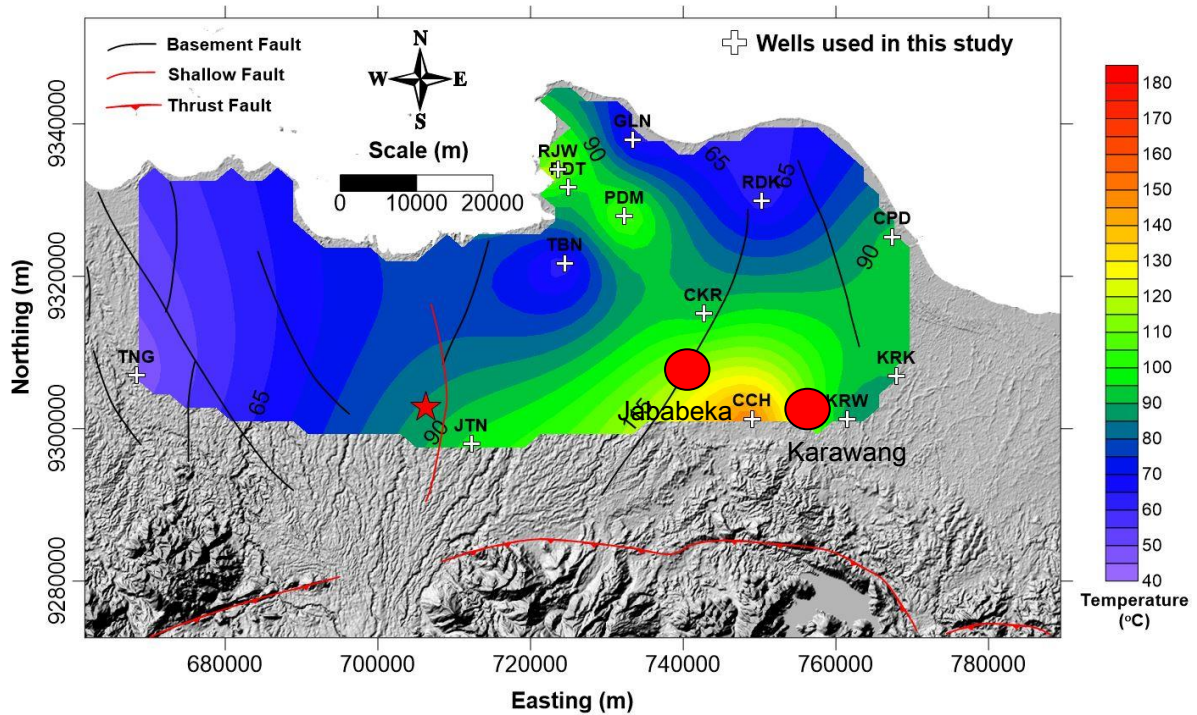 Basement Fault
Shallow Fault
Thrust Fault
N
W E
S
Scale (m)
0 10000 20000
Wells used in this study
GLN
90
RJW
PDM
65
RDK
65
CPD
90
TBN
CKR
TNG
KRK
65
CCH
KRW
Jababeka
Karawang
90
JTN
9340000
9320000
9300000
9280000
Northing (m)
680000 700000 720000 740000 760000 780000
Easting (m)
180
170
160
150
140
130
120
110
100
90
80
70
60
50
40
Temperature
(°C)